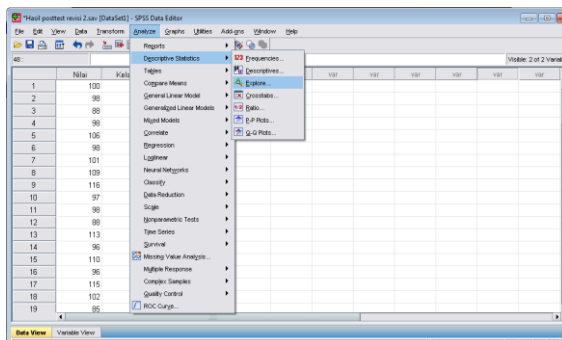 *Hasil posttest revisi 2.sav [DataSet1] - SPSS Data Editor
File Edit View Data Transform Analyze Graphs Utilities Add-ons Window Help
48:
Visible: 2 of 2 Variat
Nilai Kela var var var var var var
1 100
2 98
3 88
4 98
5 106
6 98
7 101
8 109
9 116
10 97
11 98
12 88
13 113
14 96
15 110
16 96
17 115
18 102
19 85
Reports
Descriptive Statistics
Tables
Compare Means
General Linear Model
Generalized Linear Models
Mixed Models
Correlate
Regression
Loglinear
Neural Networks
Classify
Data Reduction
Scale
Nonparametric Tests
Time Series
Survival
Missing Value Analysis...
Multiple Response
Complex Samples
Quality Control
ROC Curve...
123 Frequencies...
Descriptives...
Explore...
Crosstabs...
Ratio...
P-P Plots...
Q-Q Plots...
Data View Variable View